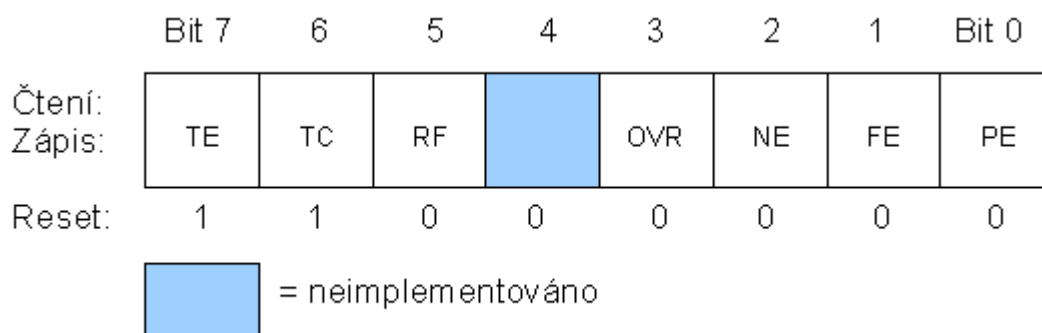 Bit 7 6 5 4 3 2 1 Bit 0
Čtení:
Zápis:
TE TC RF OVR NE FE PE
Reset: 1 1 0 0 0 0 0 0
= neimplementováno